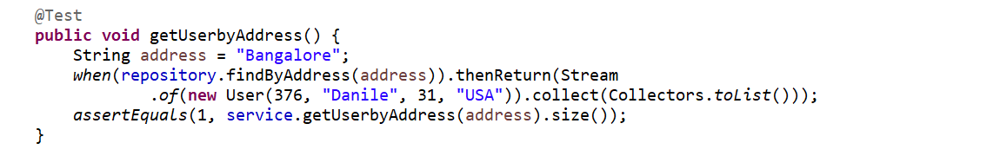 @Test
public void getUserbyAddress() {
    String address = "Bangalore";
    when(repository.findByAddress(address)).thenReturn(Stream
            .of(new User(376, "Danile", 31, "USA")).collect(Collectors.toList()));
    assertEquals(1, service.getUserbyAddress(address).size());
}